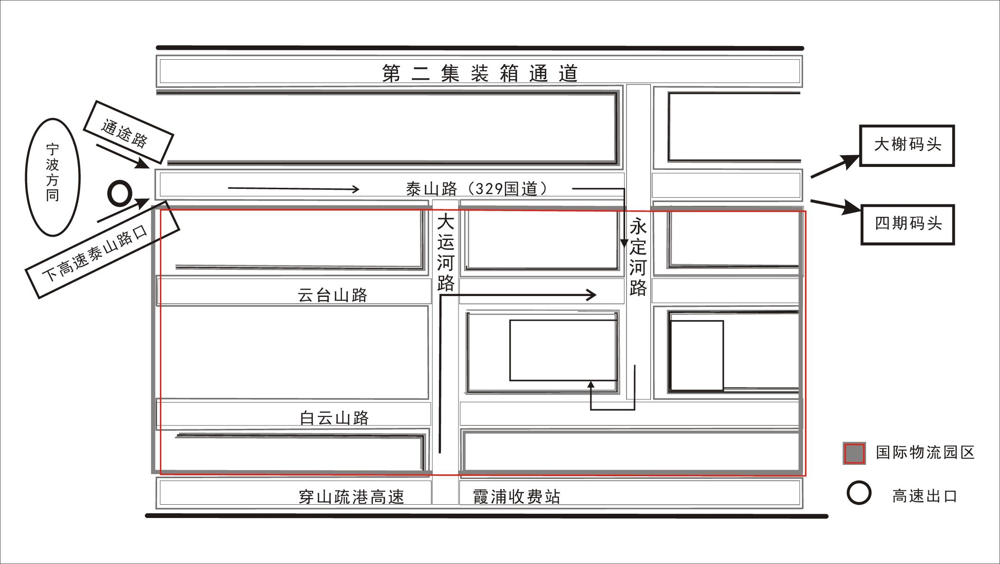 第二集装箱通道
通途路
宁波方同
大榭码头
泰山路（329国道）
四期码头
下高速泰山路口
大运河路
永定河路
云台山路
白云山路
国际物流园区
穿山疏港高速
霞浦收费站
高速出口